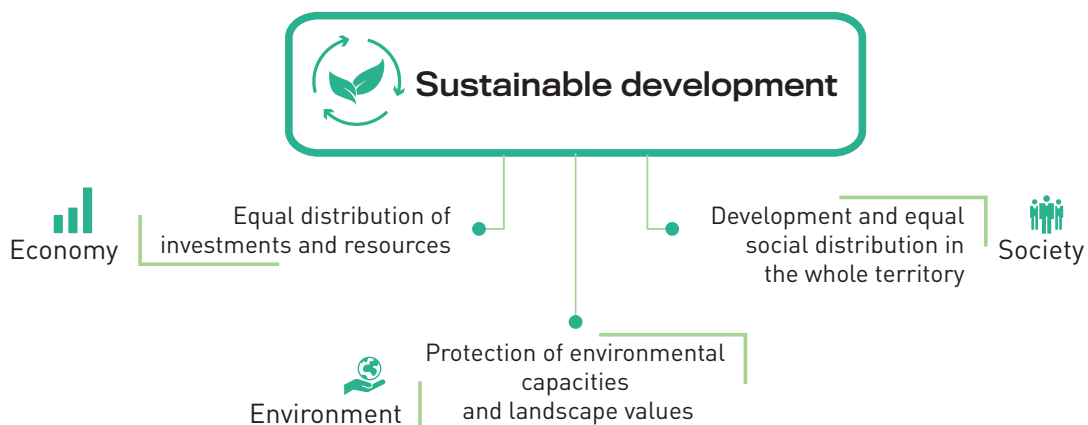 Sustainable development
Economy
Equal distribution of
investments and resources
Development and equal
social distribution in
the whole territory
Society
Environment
Protection of environmental
capacities
and landscape values